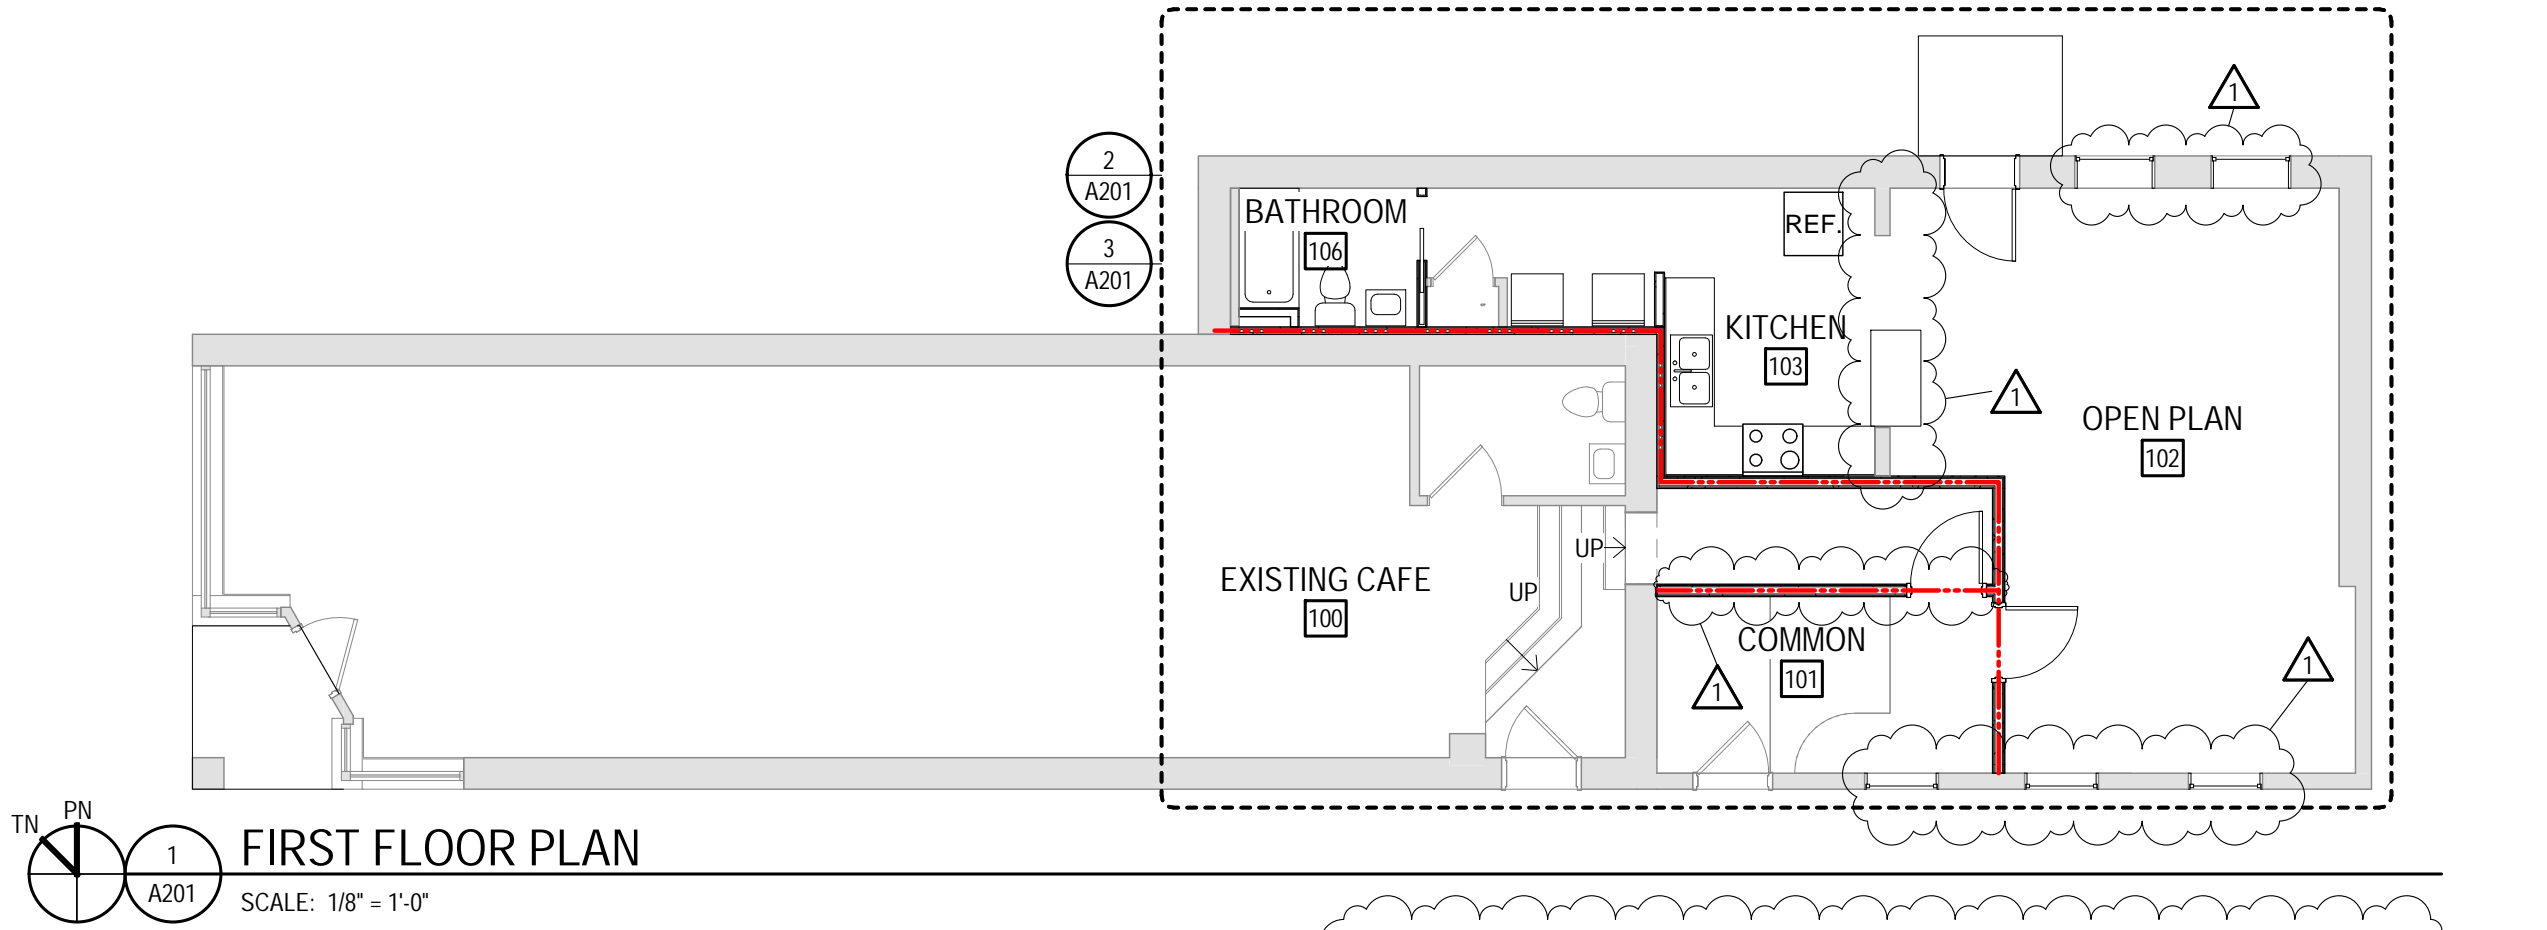 1
2
A201
3
A201
BATHROOM
106
REF.
KITCHEN
103
1
OPEN PLAN
102
UP
UP
EXISTING CAFE
100
COMMON
101
1
1
TN
PN
1
A201
FIRST FLOOR PLAN
SCALE: 1/8" = 1'-0"